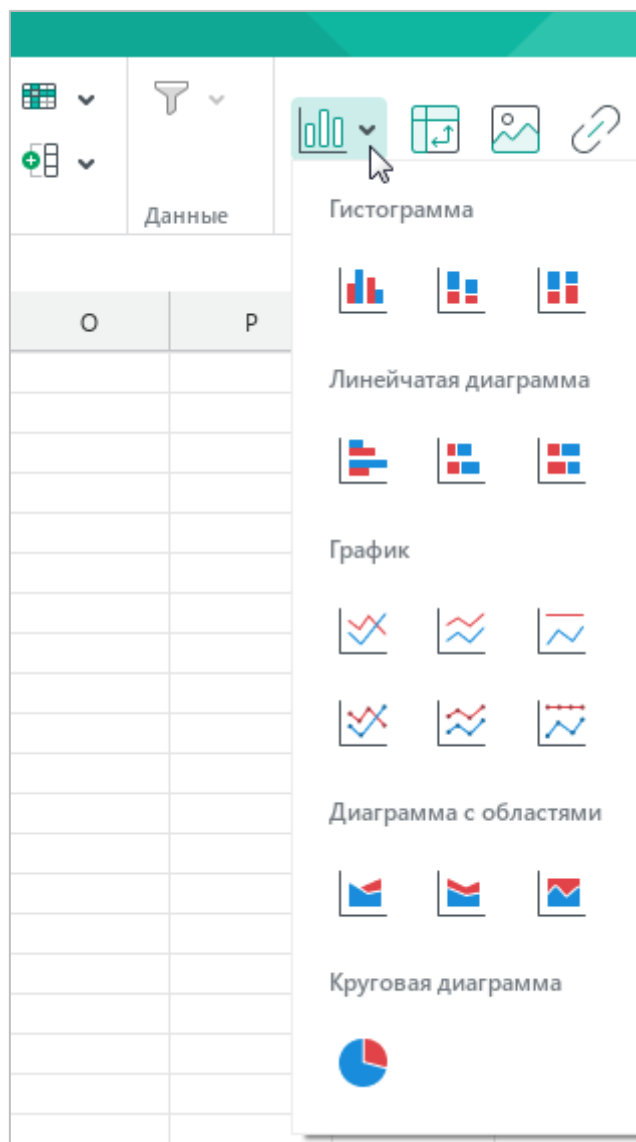 Данные
Гистограмма
O
P
Линейчатая диаграмма
График
Диаграмма с областями
Круговая диаграмма